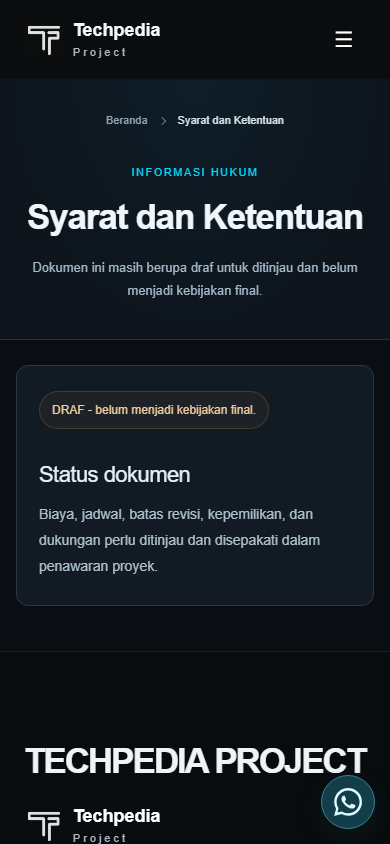 Techpedia
Project
Beranda > Syarat dan Ketentuan
INFORMASI HUKUM
Syarat dan Ketentuan
Dokumen ini masih berupa draf untuk ditinjau dan belum
menjadi kebijakan final.
DRAF - belum menjadi kebijakan final.
Status dokumen
Biaya, jadwal, batas revisi, kepemilikan, dan
dukungan perlu ditinjau dan disepakati dalam
penawaran proyek.
TECHPEDIA PROJECT
Techpedia
Project